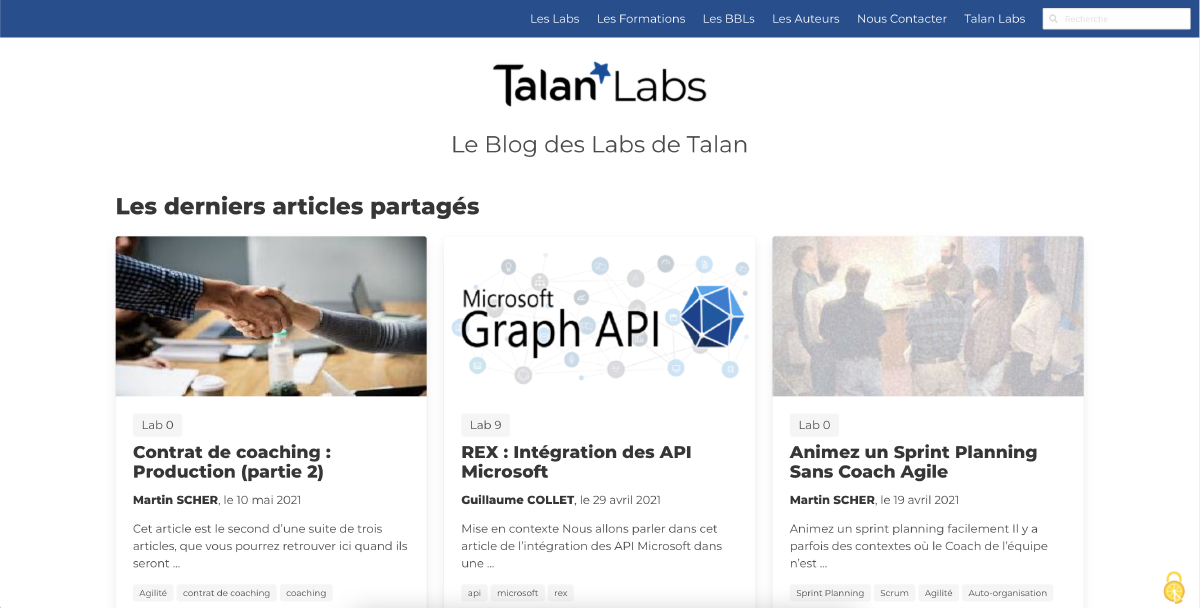 Les Labs Les Formations Les BBLs Les Auteurs Nous Contacter Talan Labs Recherche
Talan Labs
Le Blog des Labs de Talan
Les derniers articles partagés
Microsoft
Graph API
Lab 0
Contrat de coaching :
Production (partie 2)
Martin SCHER, le 10 mai 2021
Cet article est le second d’une suite de trois
articles, que vous pourrez retrouver ici quand ils
seront ...
Agilité contrat de coaching coaching
Lab 9
REX : Intégration des API
Microsoft
Guillaume COLLET, le 29 avril 2021
Mise en contexte Nous allons parler dans cet
article de l’intégration des API Microsoft dans
une ...
api microsoft rex
Lab 0
Animez un Sprint Planning
Sans Coach Agile
Martin SCHER, le 19 avril 2021
Animez un sprint planning facilement Il y a
parfois des contextes où le Coach de l’équipe
n’est ...
Sprint Planning Scrum Agilité Auto-organisation